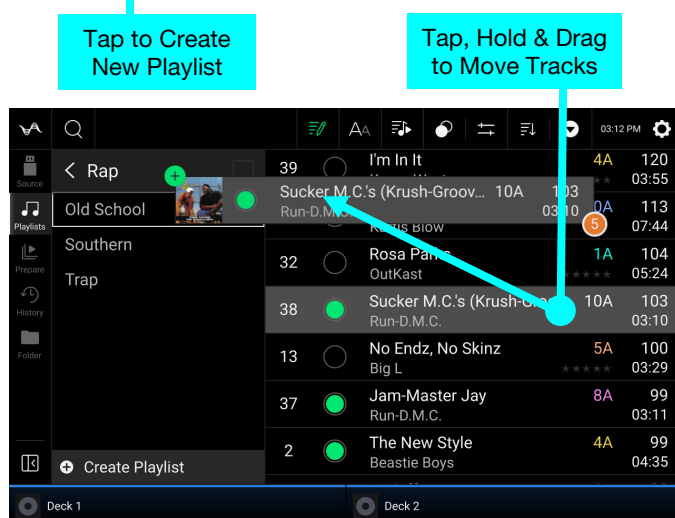 Tap to Create
New Playlist
Tap, Hold & Drag
to Move Tracks
AA
03:12 PM
Source
Playlists
Prepare
History
Folder
Rap
Old School
Southern
Trap
Create Playlist
39 I'm In It 4A 120
03:55
Sucker M.C.'s (Krush-Groov... 10A 103
Run-D.M.C. 03:10
0A 113
Kurtis Blow 07:44
5
32 Rosa Parks 1A 104
OutKast 05:24
38 Sucker M.C.'s (Krush-Groo 10A 103
Run-D.M.C. 03:10
13 No Endz, No Skinz 5A 100
Big L 03:29
37 Jam-Master Jay 8A 99
Run-D.M.C. 03:11
2 The New Style 4A 99
Beastie Boys 04:35
Deck 1
Deck 2